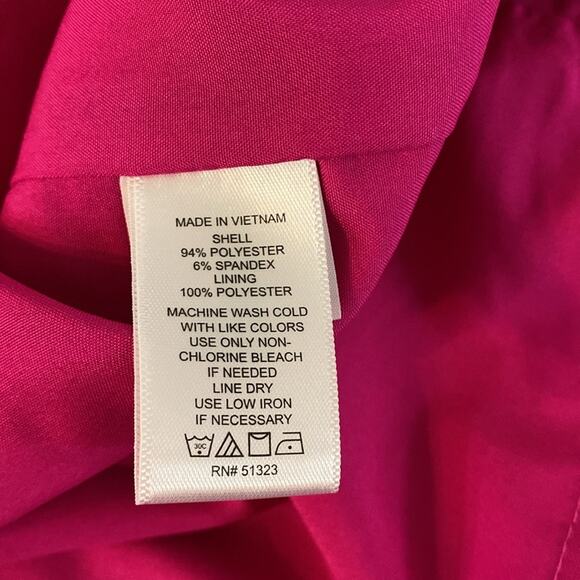 MADE IN VIETNAM
SHELL
94% POLYESTER
6% SPANDEX
LINING
100% POLYESTER
MACHINE WASH COLD
WITH LIKE COLORS
USE ONLY NON-
CHLORINE BLEACH
IF NEEDED
LINE DRY
USE LOW IRON
IF NECESSARY
30C
RN# 51323